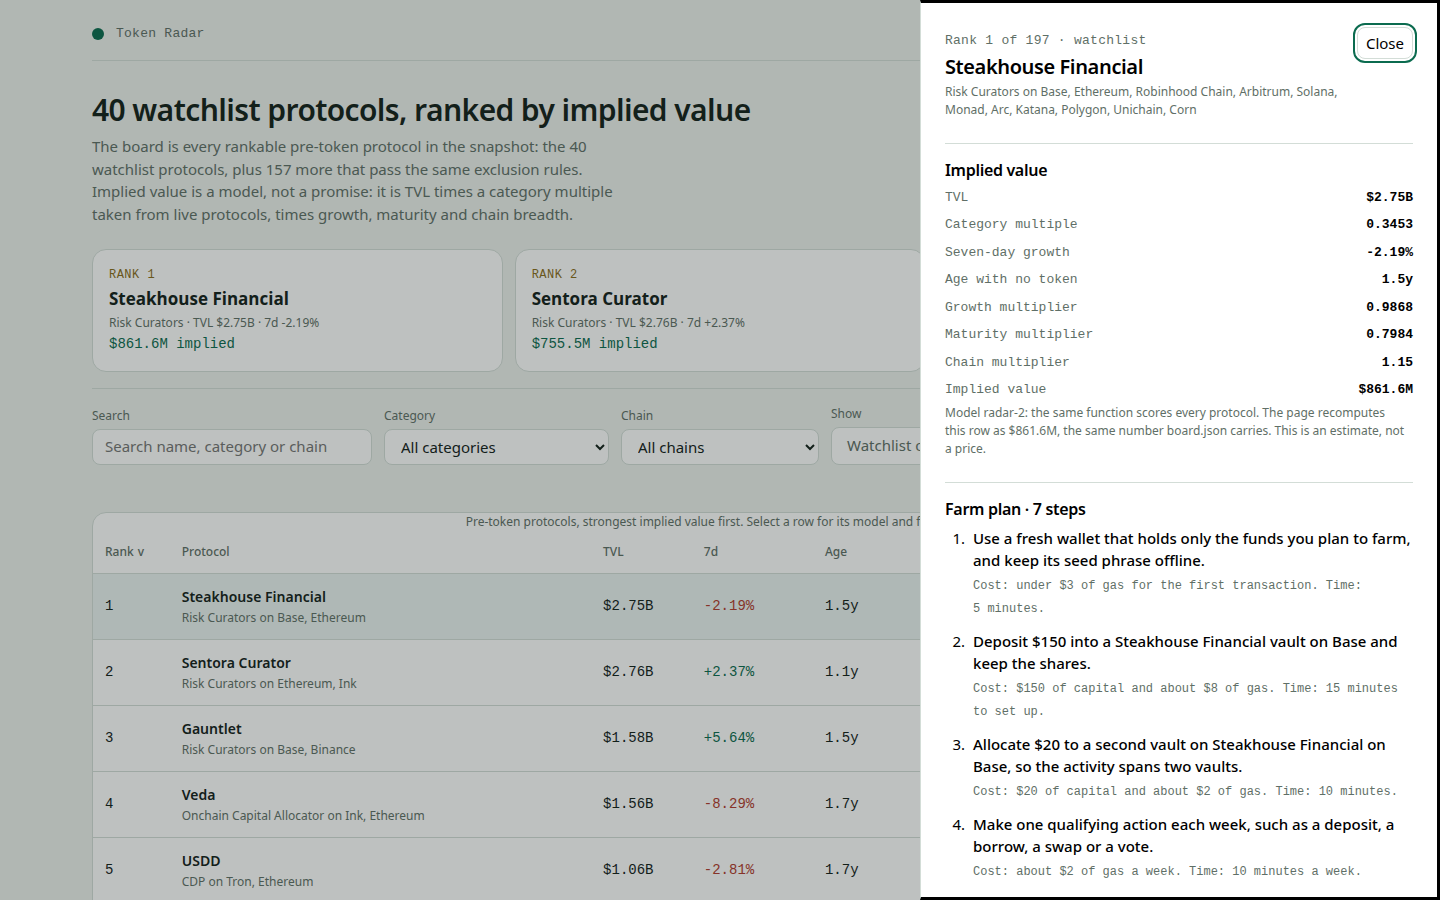 Token Radar
40 watchlist protocols, ranked by implied value
The board is every rankable pre-token protocol in the snapshot: the 40
watchlist protocols, plus 157 more that pass the same exclusion rules.
Implied value is a model, not a promise: it is TVL times a category multiple
taken from live protocols, times growth, maturity and chain breadth.
RANK 1
Steakhouse Financial
Risk Curators · TVL $2.75B · 7d -2.19%
$861.6M implied
RANK 2
Sentora Curator
Risk Curators · TVL $2.76B · 7d +2.37%
$755.5M implied
Search
Search name, category or chain
Category
All categories
Chain
All chains
Show
Watchlist
Pre-token protocols, strongest implied value first. Select a row for its model and
Rank v Protocol TVL 7d Age
1 Steakhouse Financial $2.75B -2.19% 1.5y
Risk Curators on Base, Ethereum
2 Sentora Curator $2.76B +2.37% 1.1y
Risk Curators on Ethereum, Ink
3 Gauntlet $1.58B +5.64% 1.5y
Risk Curators on Base, Binance
4 Veda $1.56B -8.29% 1.7y
Onchain Capital Allocator on Ink, Ethereum
5 USDD $1.06B -2.81% 1.7y
CDP on Tron, Ethereum
Rank 1 of 197 · watchlist
Close
Steakhouse Financial
Risk Curators on Base, Ethereum, Robinhood Chain, Arbitrum, Solana,
Monad, Arc, Katana, Polygon, Unichain, Corn
Implied value
TVL $2.75B
Category multiple 0.3453
Seven-day growth -2.19%
Age with no token 1.5y
Growth multiplier 0.9868
Maturity multiplier 0.7984
Chain multiplier 1.15
Implied value $861.6M
Model radar-2: the same function scores every protocol. The page recomputes
this row as $861.6M, the same number board.json carries. This is an estimate, not
a price.
Farm plan · 7 steps
1. Use a fresh wallet that holds only the funds you plan to farm,
and keep its seed phrase offline.
Cost: under $3 of gas for the first transaction. Time:
5 minutes.
2. Deposit $150 into a Steakhouse Financial vault on Base and
keep the shares.
Cost: $150 of capital and about $8 of gas. Time: 15 minutes
to set up.
3. Allocate $20 to a second vault on Steakhouse Financial on
Base, so the activity spans two vaults.
Cost: $20 of capital and about $2 of gas. Time: 10 minutes.
4. Make one qualifying action each week, such as a deposit, a
borrow, a swap or a vote.
Cost: about $2 of gas a week. Time: 10 minutes a week.